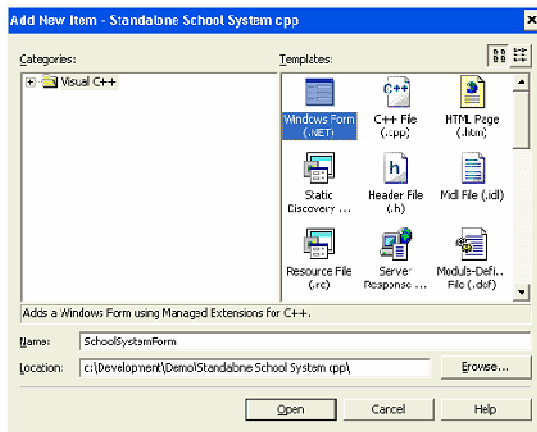 Add New Item - Standalone School System cpp
Categories:
Templates:
Visual C++
Windows Form
(.NET)
C++ File
(.cpp)
HTML Page
(.htm)
Static
Discovery ...
Header File
(.h)
Midl File (.idl)
Resource File
(.rc)
Server
Response ...
Module-Defi...
File (.def)
Adds a Windows Form using Managed Extensions for C++.
Name:
SchoolSystemForm
Location:
c:\Development\Demo\Standalone School System cpp\
Browse...
Open
Cancel
Help